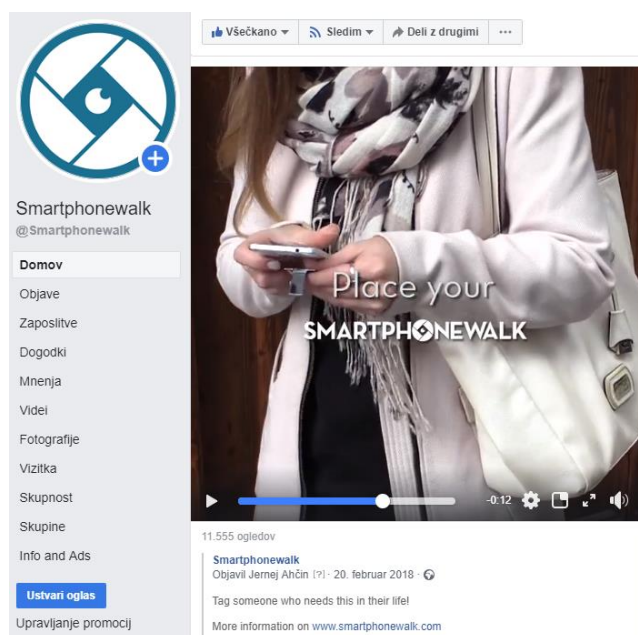 Všečkano
Sledim
Deli z drugimi
Smartphonewalk
@Smartphonewalk
Domov
Objave
Zaposlitve
Dogodki
Mnenja
Videi
Fotografije
Vizitka
Skupnost
Skupine
Info and Ads
Ustvari oglas
Upravljanje promocij
Place your
SMARTPHONEWALK
-0:12
11.555 ogledov
Smartphonewalk
Objavil Jernej Ahčin [?] · 20. februar 2018 ·
Tag someone who needs this in their life!
More information on www.smartphonewalk.com